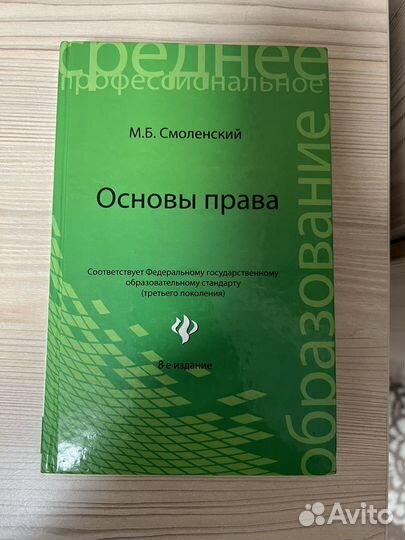 среднее
профессиональное
образование
М.Б. Смоленский
Основы права
Соответствует Федеральному государственному
образовательному стандарту
(третьего поколения)
8-е издание
Avito